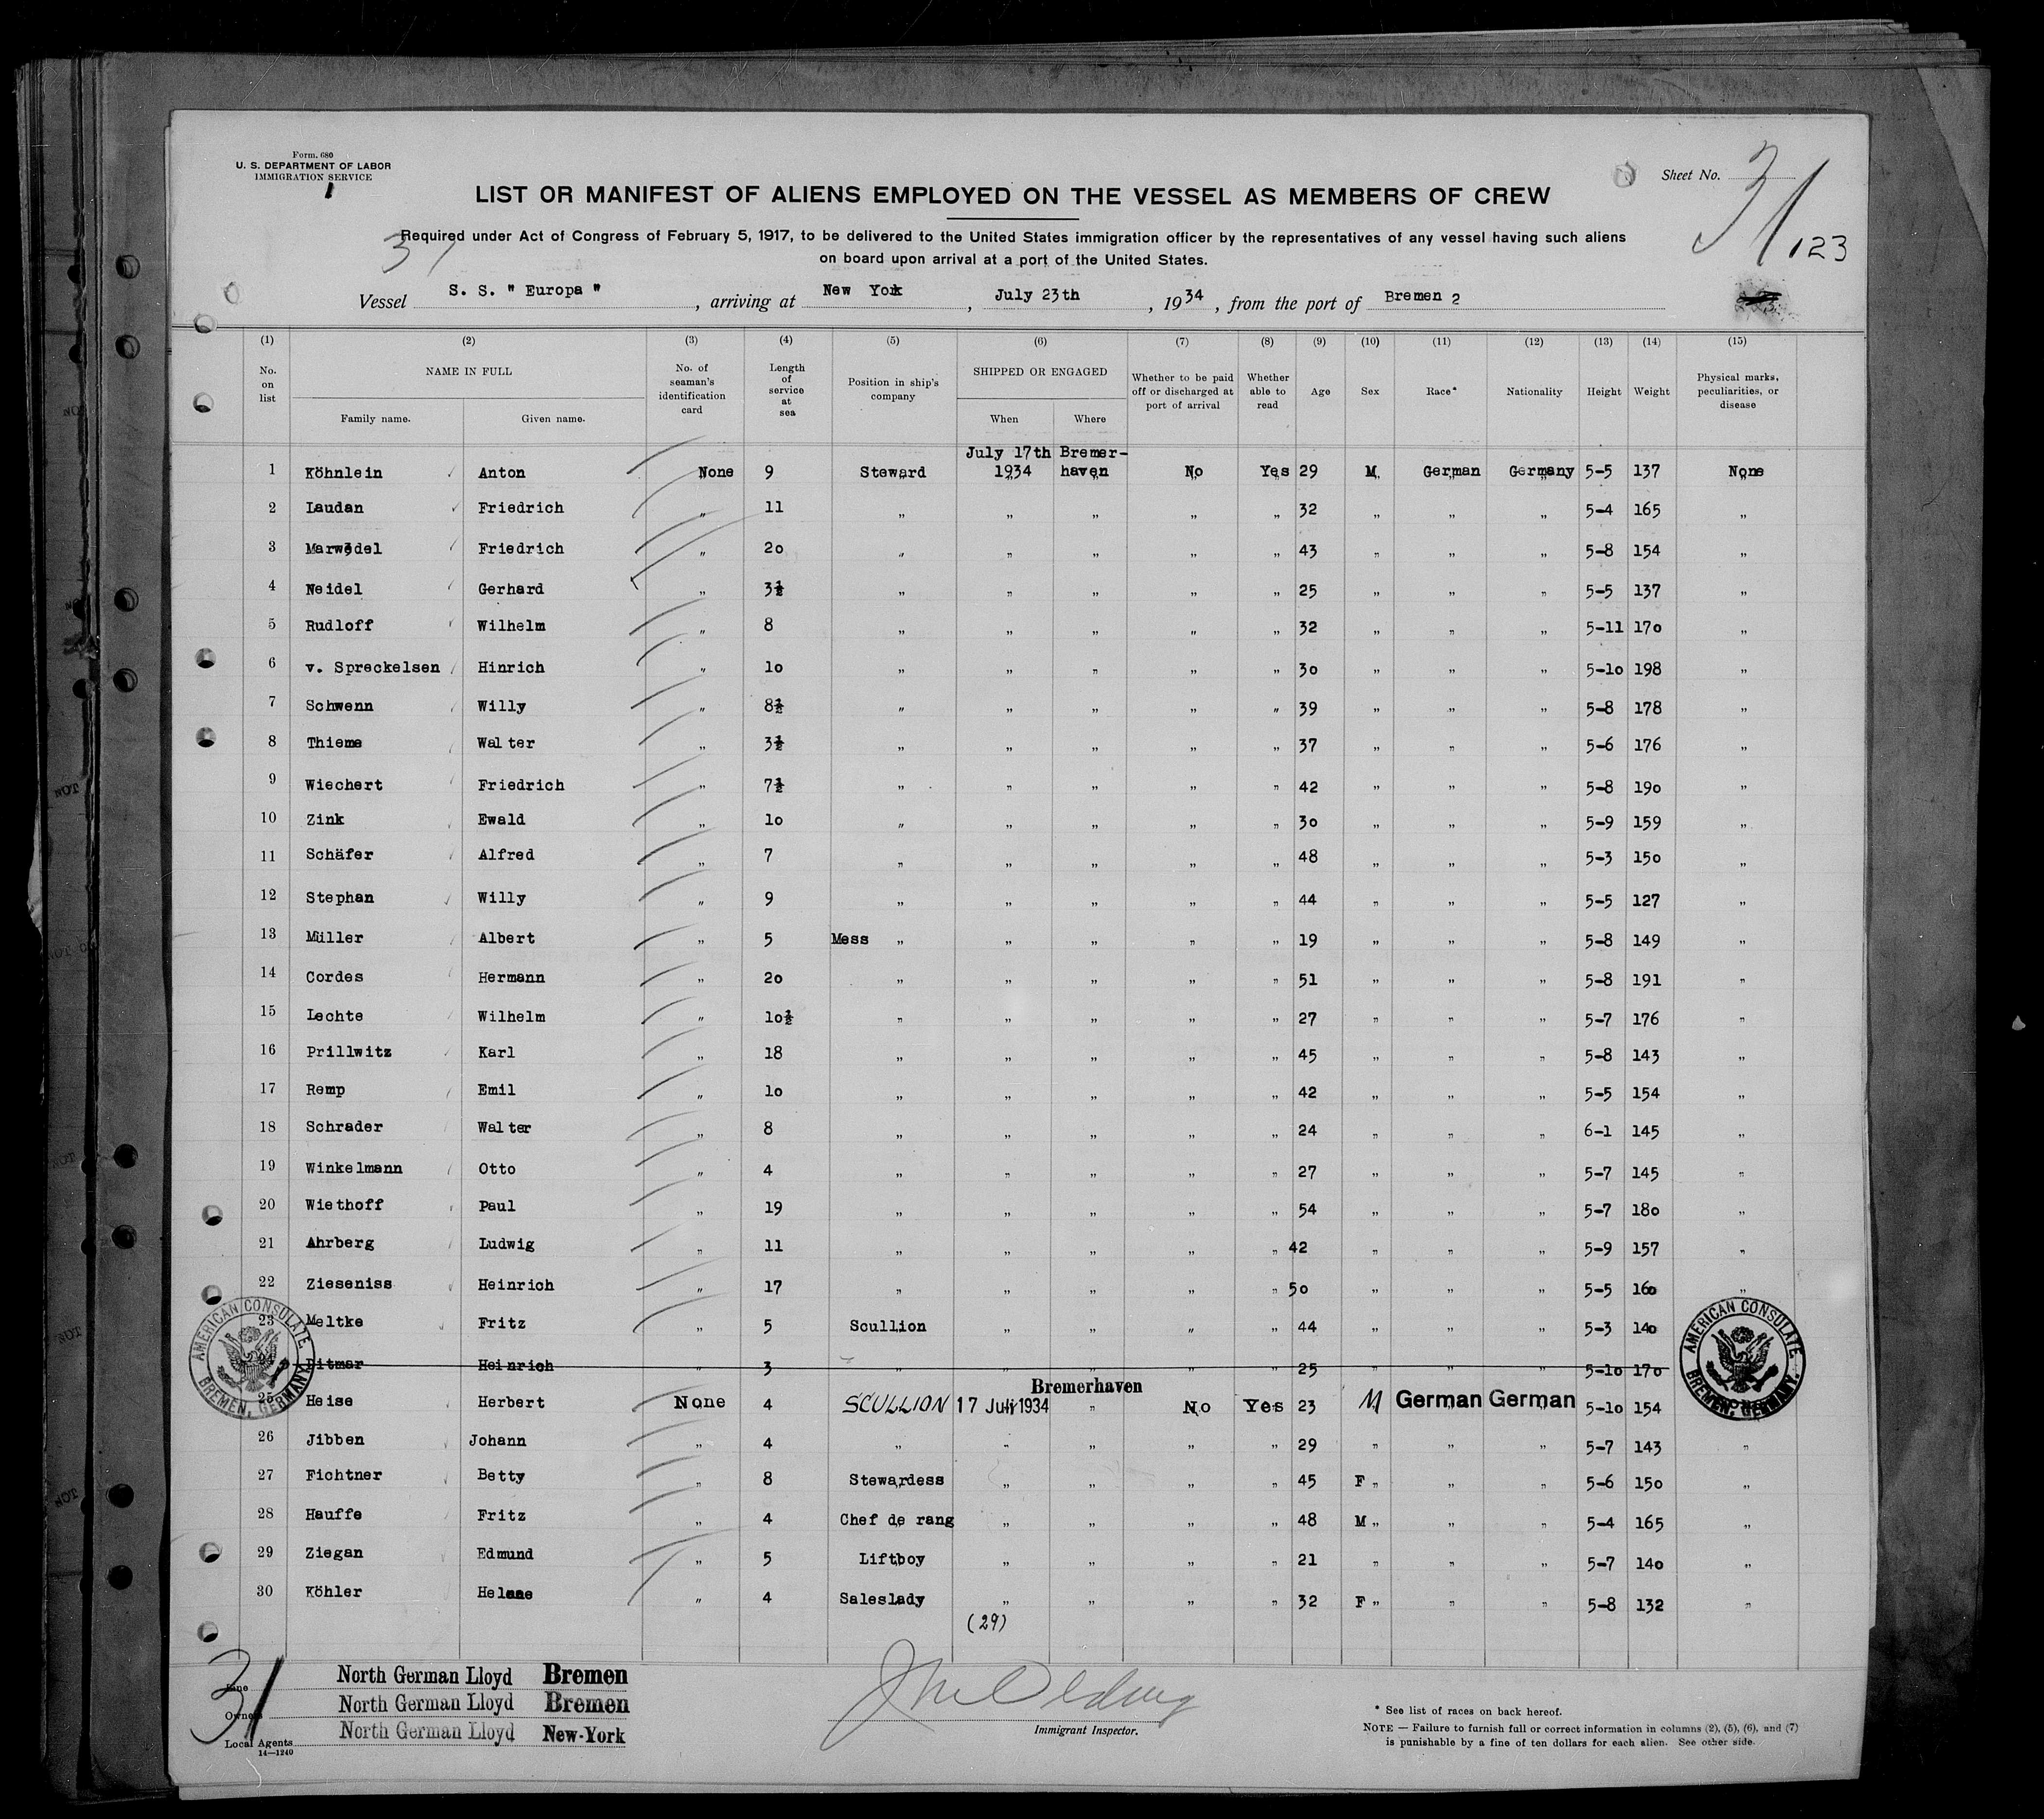 Form. 680
U. S. DEPARTMENT OF LABOR
IMMIGRATION SERVICE
Sheet No. 31
123
LIST OR MANIFEST OF ALIENS EMPLOYED ON THE VESSEL AS MEMBERS OF CREW
Required under Act of Congress of February 5, 1917, to be delivered to the United States immigration officer by the representatives of any vessel having such aliens
on board upon arrival at a port of the United States.
31
Vessel S. S. " Europa " , arriving at New York , July 23th , 1934 , from the port of Bremen 2
(1) (2) (3) (4) (5) (6) (7) (8) (9) (10) (11) (12) (13) (14) (15)
No. on list NAME IN FULL Family name. Given name. No. of seaman's identification card Length of service at sea Position in ship's company SHIPPED OR ENGAGED When Where Whether to be paid off or discharged at port of arrival Whether able to read Age Sex Race* Nationality Height Weight Physical marks, peculiarities, or disease
1 Köhnlein Anton None 9 Steward July 17th 1934 Bremer-haven No Yes 29 M German Germany 5-5 137 None
2 Laudan Friedrich " 11 " " " " " 32 " " " 5-4 165 "
3 Marwedel Friedrich " 20 " " " " " 43 " " " 5-8 154 "
4 Neidel Gerhard " 3½ " " " " " 25 " " " 5-5 137 "
5 Rudloff Wilhelm " 8 " " " " " 32 " " " 5-11 170 "
6 v. Spreckelsen Hinrich " 10 " " " " " 30 " " " 5-10 198 "
7 Schwenn Willy " 8½ " " " " " 39 " " " 5-8 178 "
8 Thieme Walter " 3½ " " " " " 37 " " " 5-6 176 "
9 Wiechert Friedrich " 7½ " " " " " 42 " " " 5-8 190 "
10 Zink Ewald " 10 " " " " " 30 " " " 5-9 159 "
11 Schäfer Alfred " 7 " " " " " 48 " " " 5-3 150 "
12 Stephan Willy " 9 " " " " " 44 " " " 5-5 127 "
13 Müller Albert " 5 Mess " " " " " 19 " " " 5-8 149 "
14 Cordes Hermann " 20 " " " " " 51 " " " 5-8 191 "
15 Lechte Wilhelm " 10½ " " " " " 27 " " " 5-7 176 "
16 Prillwitz Karl " 18 " " " " " 45 " " " 5-8 143 "
17 Remp Emil " 10 " " " " " 42 " " " 5-5 154 "
18 Schrader Walter " 8 " " " " " 24 " " " 6-1 145 "
19 Winkelmann Otto " 4 " " " " " 27 " " " 5-7 145 "
20 Wiethoff Paul " 19 " " " " " 54 " " " 5-7 180 "
21 Ahrberg Ludwig " 11 " " " " " 42 " " " 5-9 157 "
22 Zieseniss Heinrich " 17 " " " " " 50 " " " 5-5 160 "
23 Meltke Fritz " 5 Scullion " " " " 44 " " " 5-3 140
Ditmar Heinrich " 3 " " " " " 25 " " " 5-10 170
25 Heise Herbert None 4 SCULLION 17 Juli 1934 Bremerhaven " No Yes 23 M German German 5-10 154
26 Jibben Johann " 4 " " " " " 29 " " " 5-7 143 "
27 Fichtner Betty " 8 Stewardess " " " " 45 F " " " 5-6 150 "
28 Hauffe Fritz " 4 Chef de rang " " " " 48 M " " " 5-4 165 "
29 Ziegan Edmund " 5 Liftboy " " " " 21 " " " 5-7 140 "
30 Köhler Helene " 4 Saleslady " " " " 32 F " " " 5-8 132 "
(29)
AMERICAN CONSULATE BREMEN, GERMANY.
AMERICAN CONSULATE BREMEN, GERMANY.
31
Line North German Lloyd Bremen
Owners North German Lloyd Bremen
Local Agents North German Lloyd New-York
14—1240
Immigrant Inspector.
* See list of races on back hereof.
NOTE — Failure to furnish full or correct information in columns (2), (5), (6), and (7)
is punishable by a fine of ten dollars for each alien. See other side.